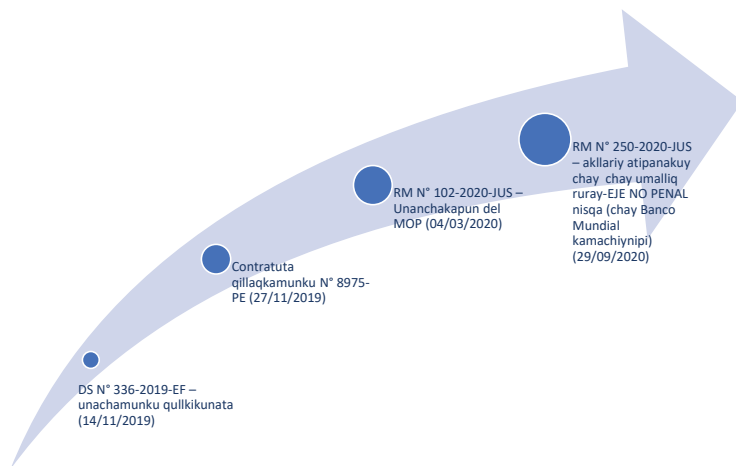 DS N° 336-2019-EF –
unachamunku qullkikunata
(14/11/2019)
Contratuta
qillaqkamunku N° 8975-
PE (27/11/2019)
RM N° 102-2020-JUS –
Unanchakapun del
MOP (04/03/2020)
RM N° 250-2020-JUS
– akllariy atipanakuy
chay  chay umalliq
ruray-EJE NO PENAL
nisqa (chay Banco
Mundial
kamachiynipi)
(29/09/2020)